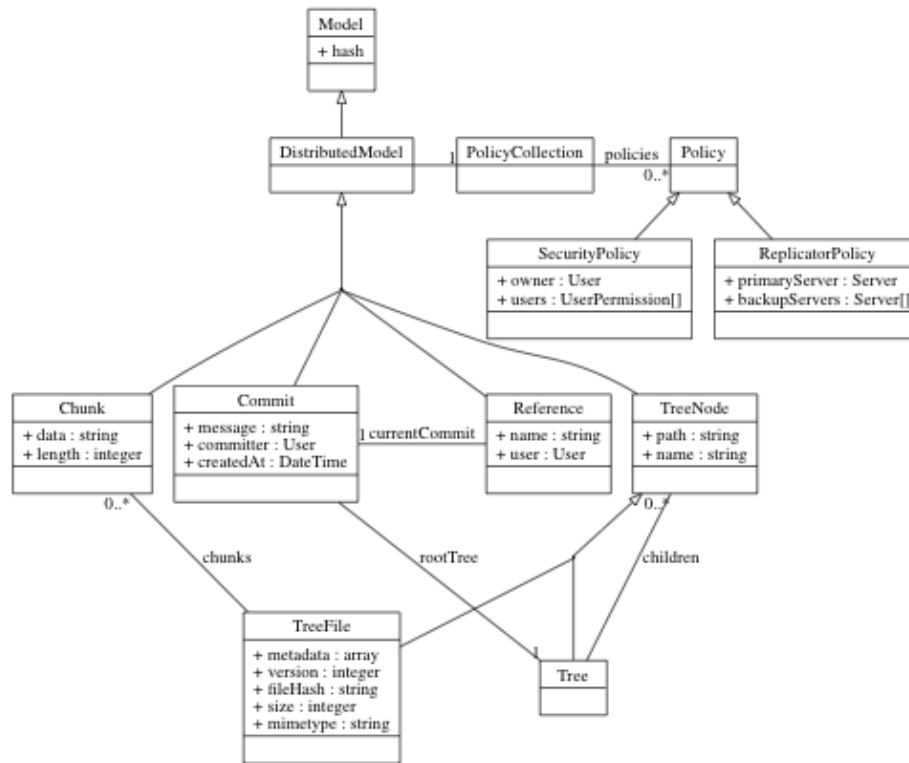 Model
+ hash
DistributedModel
1
PolicyCollection
policies
0..*
Policy
SecurityPolicy
+ owner : User
+ users : UserPermission[]
ReplicatorPolicy
+ primaryServer : Server
+ backupServers : Server[]
Chunk
+ data : string
+ length : integer
Commit
+ message : string
+ committer : User
+ createdAt : DateTime
1
currentCommit
Reference
+ name : string
+ user : User
TreeNode
+ path : string
+ name : string
0..*
0..*
chunks
rootTree
children
TreeFile
+ metadata : array
+ version : integer
+ fileHash : string
+ size : integer
+ mimetype : string
1
Tree